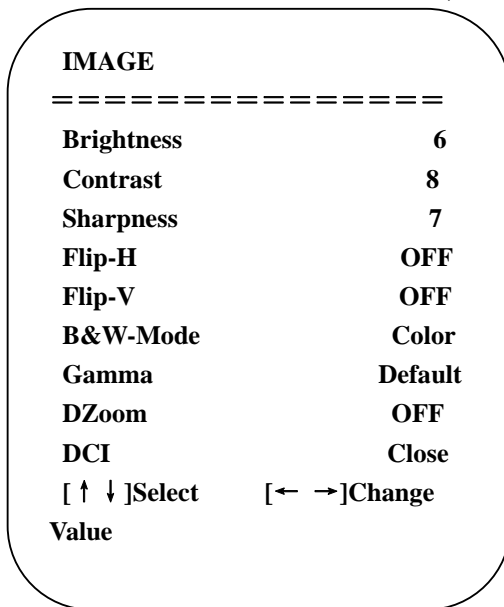 IMAGE
===============
Brightness 6
Contrast 8
Sharpness 7
Flip-H OFF
Flip-V OFF
B&W-Mode Color
Gamma Default
DZoom OFF
DCI Close
[↑ ↓]Select [← →]Change
Value